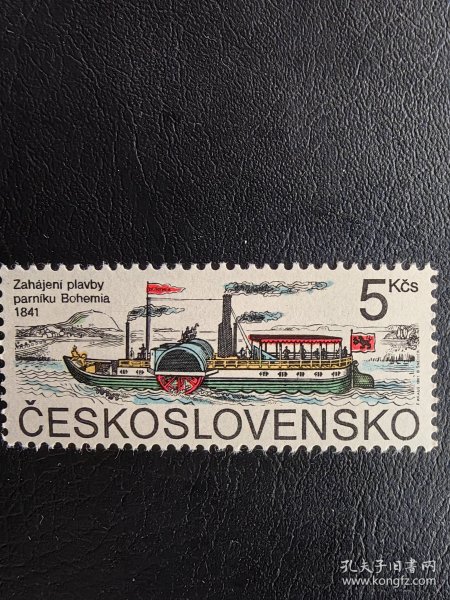 Zahájení plavby
parníku Bohemia
1841
5 Kčs
ČESKOSLOVENSKO
孔夫子旧书网
www.kongfz.com